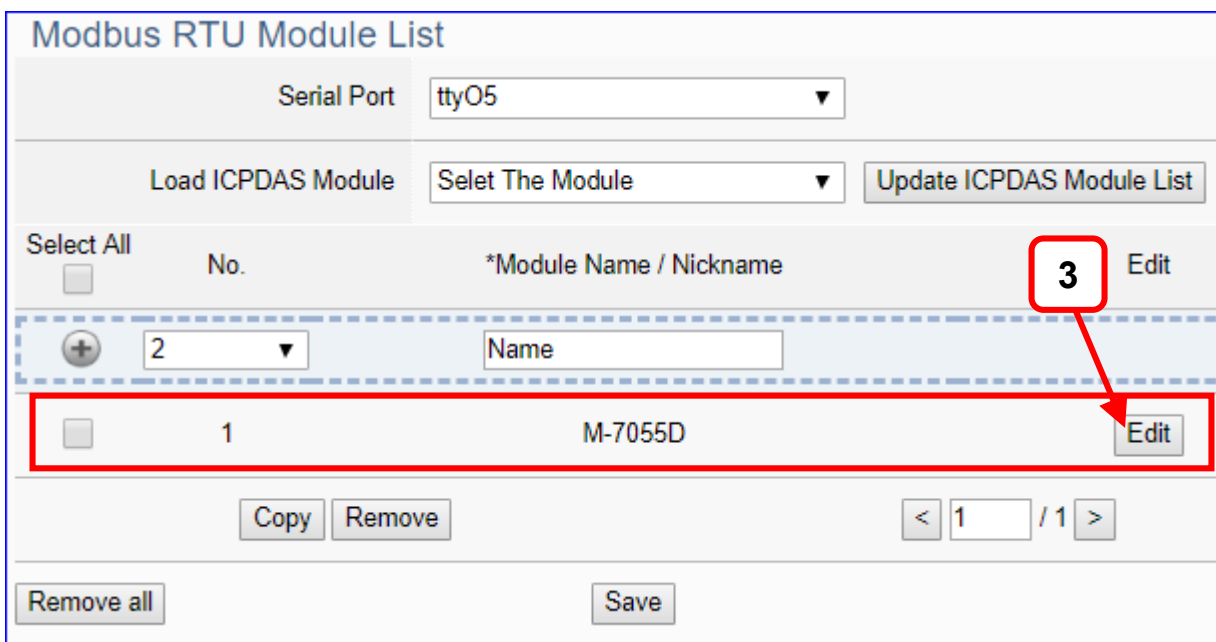 Modbus RTU Module List
Serial Port ttyO5 ▼
Load ICPDAS Module Selet The Module ▼ Update ICPDAS Module List
Select All No. *Module Name / Nickname 3 Edit
+ 2 ▼ Name
1 M-7055D Edit
Copy Remove < 1 / 1 >
Remove all Save